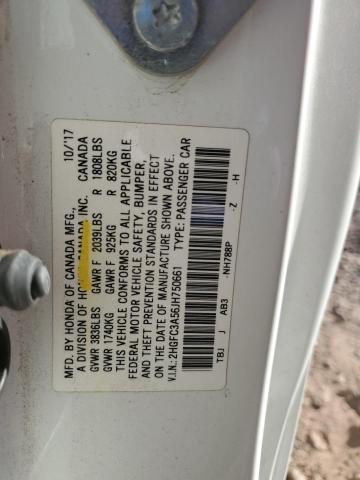 MFD. BY HONDA OF CANADA MFG., 10/'17
A DIVISION OF HONDA CANADA INC. CANADA
GVWR 3836LBS GAWR F 2039LBS R 1808LBS
GVWR 1740KG GAWR F 925KG R 820KG
THIS VEHICLE CONFORMS TO ALL APPLICABLE
FEDERAL MOTOR VEHICLE SAFETY, BUMPER,
AND THEFT PREVENTION STANDARDS IN EFFECT
ON THE DATE OF MANUFACTURE SHOWN ABOVE.
V.I.N.: 2HGFC3A56JH750661 TYPE: PASSENGER CAR
TBJ J AB3 -NH788P -Z -H